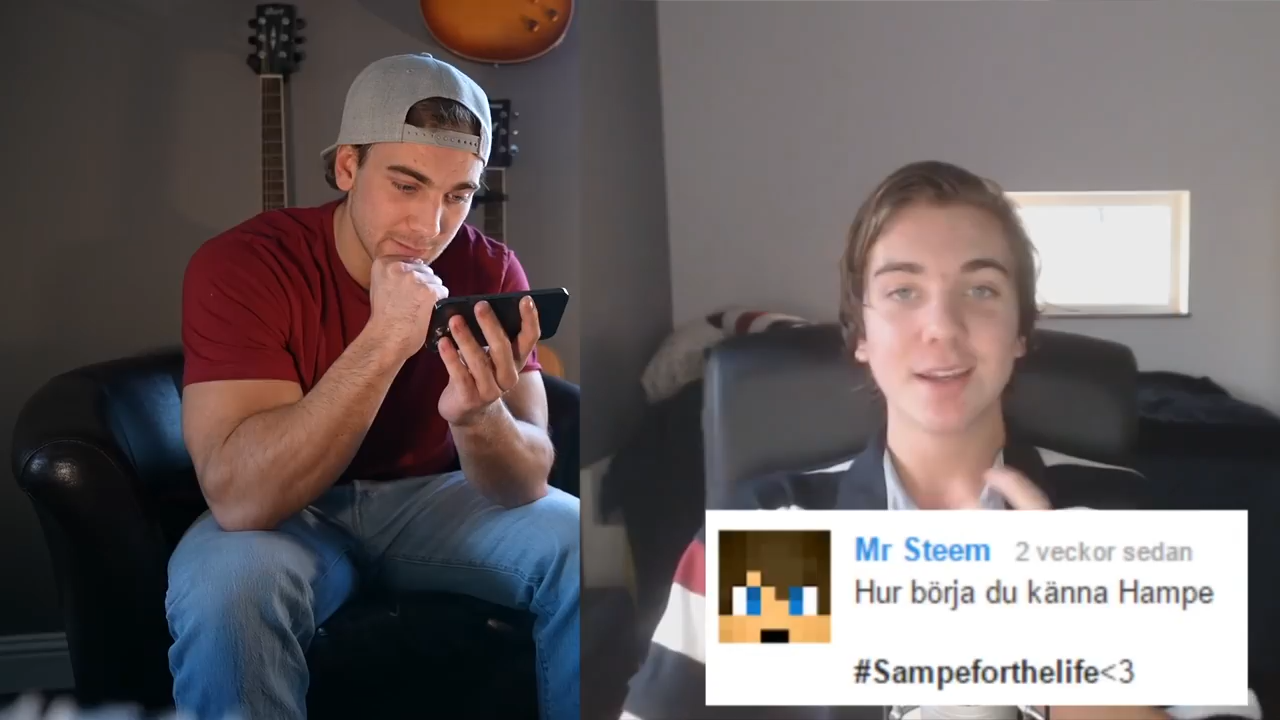 Mr Steem 2 veckor sedan
Hur börja du känna Hampe
#Sampeforthelife<3